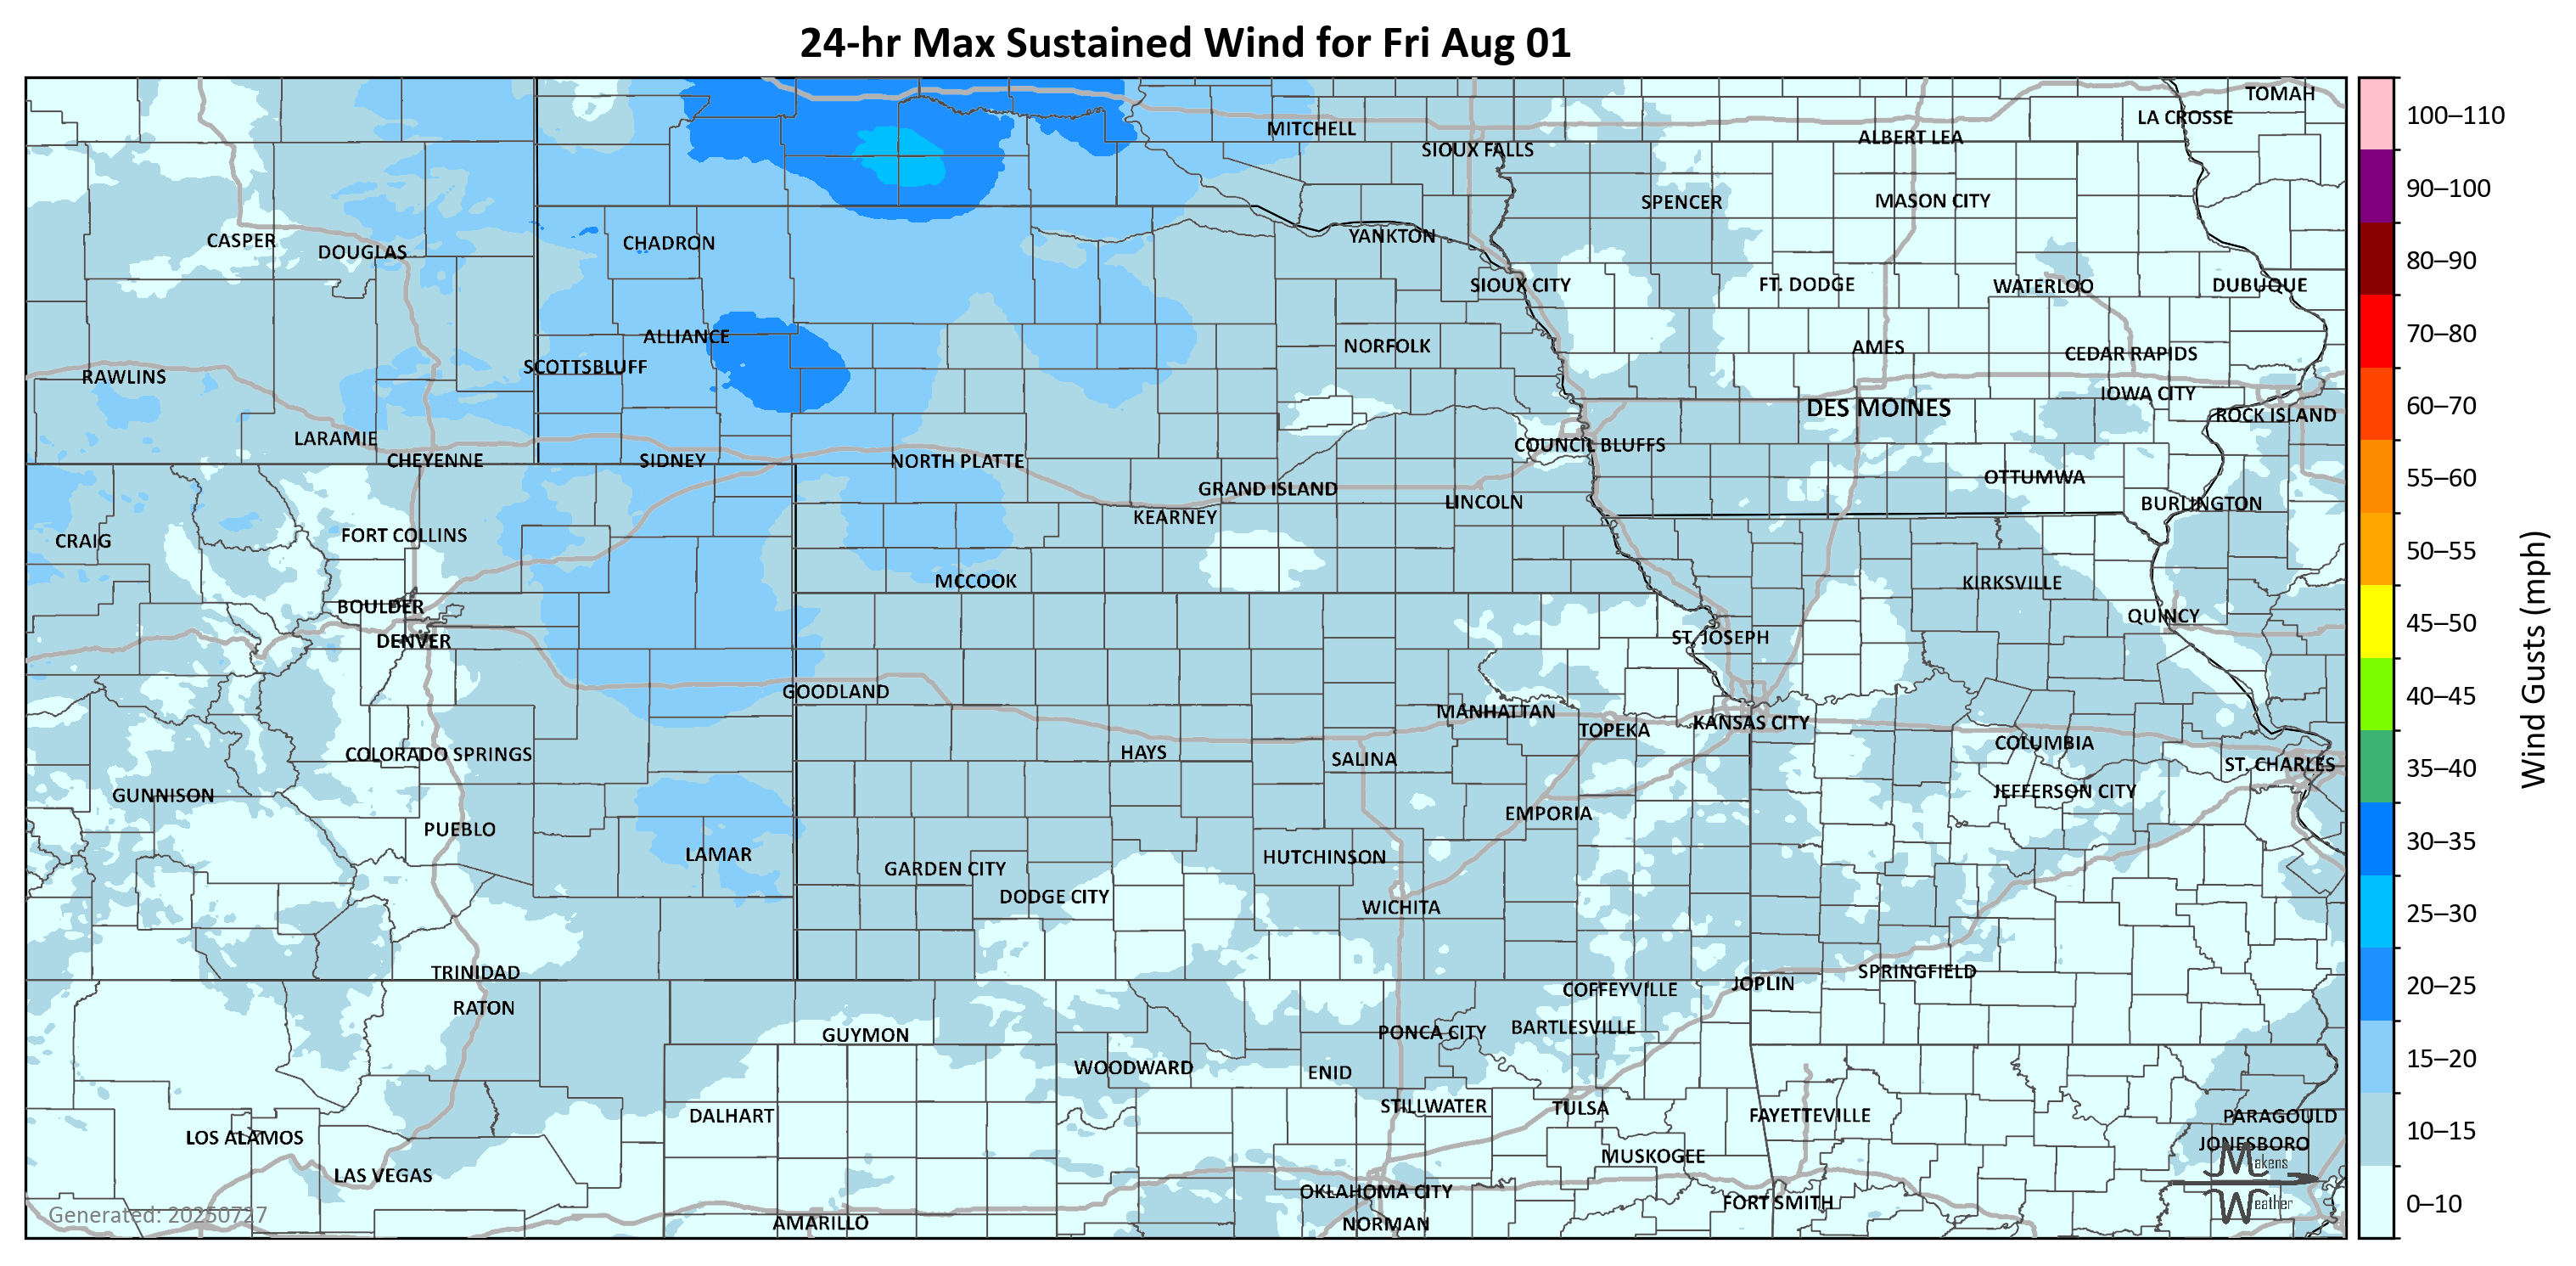 24-hr Max Sustained Wind for Fri Aug 01
TOMAH
LA CROSSE
MITCHELL
ALBERT LEA
SIOUX FALLS
SPENCER
MASON CITY
CASPER
DOUGLAS
CHADRON
YANKTON
SIOUX CITY
FT. DODGE
WATERLOO
DUBUQUE
ALLIANCE
NORFOLK
AMES
CEDAR RAPIDS
SCOTTSBLUFF
RAWLINS
IOWA CITY
DES MOINES
ROCK ISLAND
LARAMIE
COUNCIL BLUFFS
CHEYENNE
SIDNEY
NORTH PLATTE
OTTUMWA
GRAND ISLAND
LINCOLN
BURLINGTON
KEARNEY
FORT COLLINS
CRAIG
MCCOOK
KIRKSVILLE
BOULDER
QUINCY
DENVER
ST. JOSEPH
GOODLAND
MANHATTAN
TOPEKA
KANSAS CITY
COLUMBIA
COLORADO SPRINGS
HAYS
SALINA
ST. CHARLES
GUNNISON
JEFFERSON CITY
EMPORIA
PUEBLO
LAMAR
HUTCHINSON
GARDEN CITY
DODGE CITY
WICHITA
TRINIDAD
SPRINGFIELD
JOPLIN
COFFEYVILLE
RATON
BARTLESVILLE
GUYMON
PONCA CITY
WOODWARD
ENID
STILLWATER
TULSA
DALHART
FAYETTEVILLE
PARAGOULD
LOS ALAMOS
JONESBORO
MUSKOGEE
LAS VEGAS
OKLAHOMA CITY
FORT SMITH
AMARILLO
NORMAN
Makens
Weather
Generated: 20250727
100–110
90–100
80–90
70–80
60–70
55–60
50–55
45–50
40–45
35–40
30–35
25–30
20–25
15–20
10–15
0–10
Wind Gusts (mph)